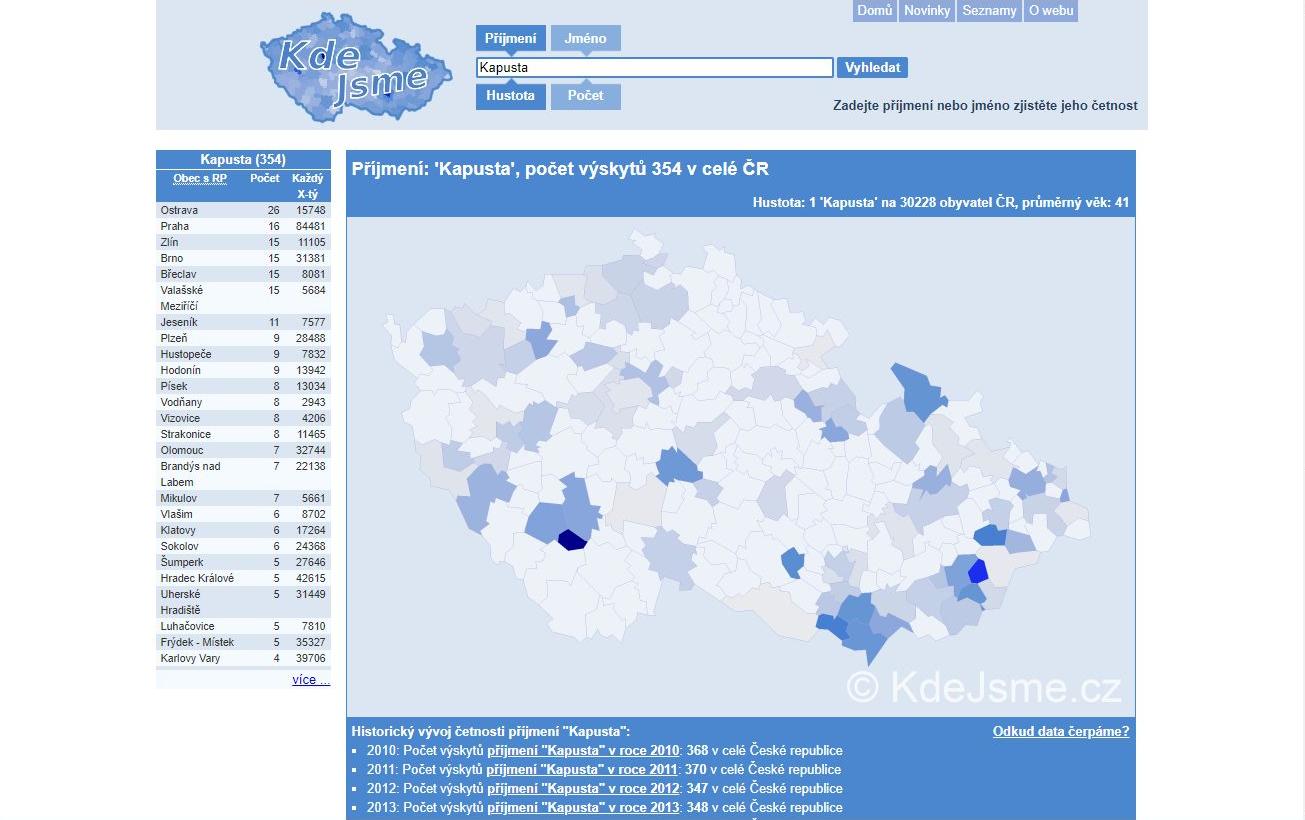 Domů Novinky Seznamy O webu
Kde
Jsme
Příjmení Jméno
Kapusta Vyhledat
Hustota Počet
Zadejte příjmení nebo jméno zjistěte jeho četnost
Kapusta (354)
Obec s RP Počet Každý
X-tý
Ostrava 26 15748
Praha 16 84481
Zlín 15 11105
Brno 15 31381
Břeclav 15 8081
Valašské 15 5684
Meziříčí
Jeseník 11 7577
Plzeň 9 28488
Hustopeče 9 7832
Hodonín 9 13942
Písek 8 13034
Vodňany 8 2943
Vizovice 8 4206
Strakonice 8 11465
Olomouc 7 32744
Brandýs nad 7 22138
Labem
Mikulov 7 5661
Vlašim 6 8702
Klatovy 6 17264
Sokolov 6 24368
Šumperk 5 27646
Hradec Králové 5 42615
Uherské 5 31449
Hradiště
Luhačovice 5 7810
Frýdek - Místek 5 35327
Karlovy Vary 4 39706
více ...
Příjmení: 'Kapusta', počet výskytů 354 v celé ČR
Hustota: 1 'Kapusta' na 30228 obyvatel ČR, průměrný věk: 41
© KdeJsme.cz
Historický vývoj četnosti příjmení "Kapusta": Odkud data čerpáme?
2010: Počet výskytů příjmení "Kapusta" v roce 2010: 368 v celé České republice
2011: Počet výskytů příjmení "Kapusta" v roce 2011: 370 v celé České republice
2012: Počet výskytů příjmení "Kapusta" v roce 2012: 347 v celé České republice
2013: Počet výskytů příjmení "Kapusta" v roce 2013: 348 v celé České republice